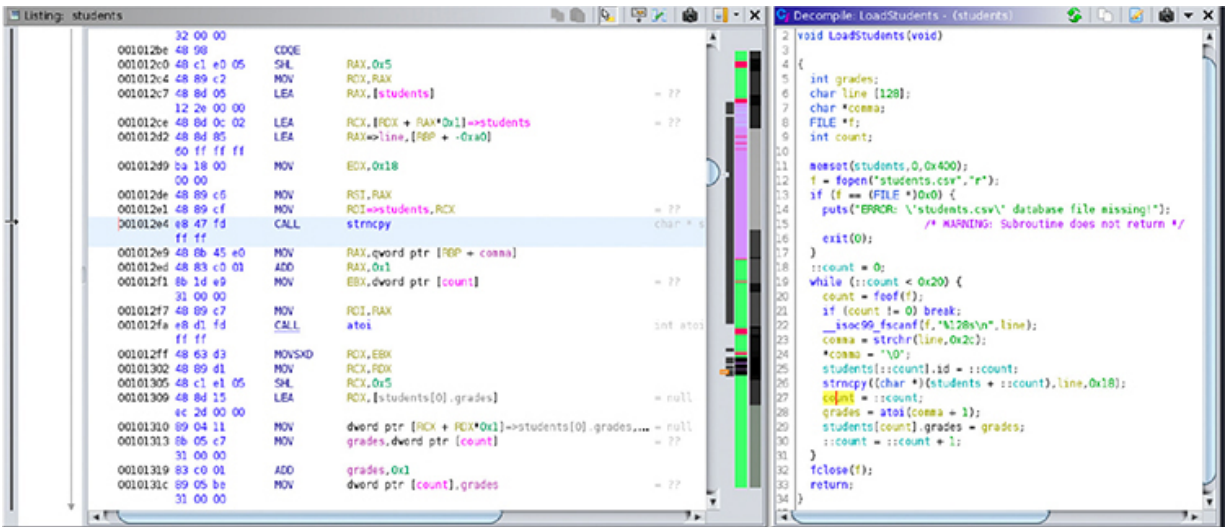 Listing: students
32 00 00
001012be 48 98 CDQE
001012c0 48 c1 e0 05 SHL RAX,0x5
001012c4 48 89 c2 MOV RDX,RAX
001012c7 48 8d 05 LEA RAX,[students] = ??
12 2e 00 00
001012ce 48 8d 0c 02 LEA RCX,[RDX + RAX*0x1]=>students = ??
001012d2 48 8d 85 LEA RAX=>line,[RBP + -0xa0]
60 ff ff ff
001012d9 ba 18 00 MOV EDX,0x18
00 00
001012de 48 89 c6 MOV RSI,RAX
001012e1 48 89 cf MOV RDI=>students,RCX = ??
001012e4 e8 47 fd CALL strncpy char * s
ff ff
001012e9 48 8b 45 e0 MOV RAX,qword ptr [RBP + comma]
001012ed 48 83 c0 01 ADD RAX,0x1
001012f1 8b 1d e9 MOV EBX,dword ptr [count] = ??
31 00 00
001012f7 48 89 c7 MOV RDI,RAX
001012fa e8 d1 fd CALL atoi int atoi
ff ff
001012ff 48 63 d3 MOVSXD RDX,EBX
00101302 48 89 d1 MOV RCX,RDX
00101305 48 c1 e1 05 SHL RCX,0x5
00101309 48 8d 15 LEA RDX,[students[0].grades] = null
ec 2d 00 00
00101310 89 04 11 MOV dword ptr [RCX + RDX*0x1]=>students[0].grades,... = null
00101313 8b 05 c7 MOV grades,dword ptr [count] = ??
31 00 00
00101319 83 c0 01 ADD grades,0x1
0010131c 89 05 be MOV dword ptr [count],grades = ??
31 00 00
Decompile: LoadStudents - (students)
2 void LoadStudents(void)
3
4 {
5 int grades;
6 char line [128];
7 char *comma;
8 FILE *f;
9 int count;
10
11 memset(students,0,0x400);
12 f = fopen("students.csv","r");
13 if (f == (FILE *)0x0) {
14 puts("ERROR: \'students.csv\' database file missing!");
15 /* WARNING: Subroutine does not return */
16 exit(0);
17 }
18 ::count = 0;
19 while (::count < 0x20) {
20 count = feof(f);
21 if (count != 0) break;
22 __isoc99_fscanf(f,"%128s\n",line);
23 comma = strchr(line,0x2c);
24 *comma = '\0';
25 students[::count].id = ::count;
26 strncpy((char *)(students + ::count),line,0x18);
27 count = ::count;
28 grades = atoi(comma + 1);
29 students[count].grades = grades;
30 ::count = ::count + 1;
31 }
32 fclose(f);
33 return;
34 }